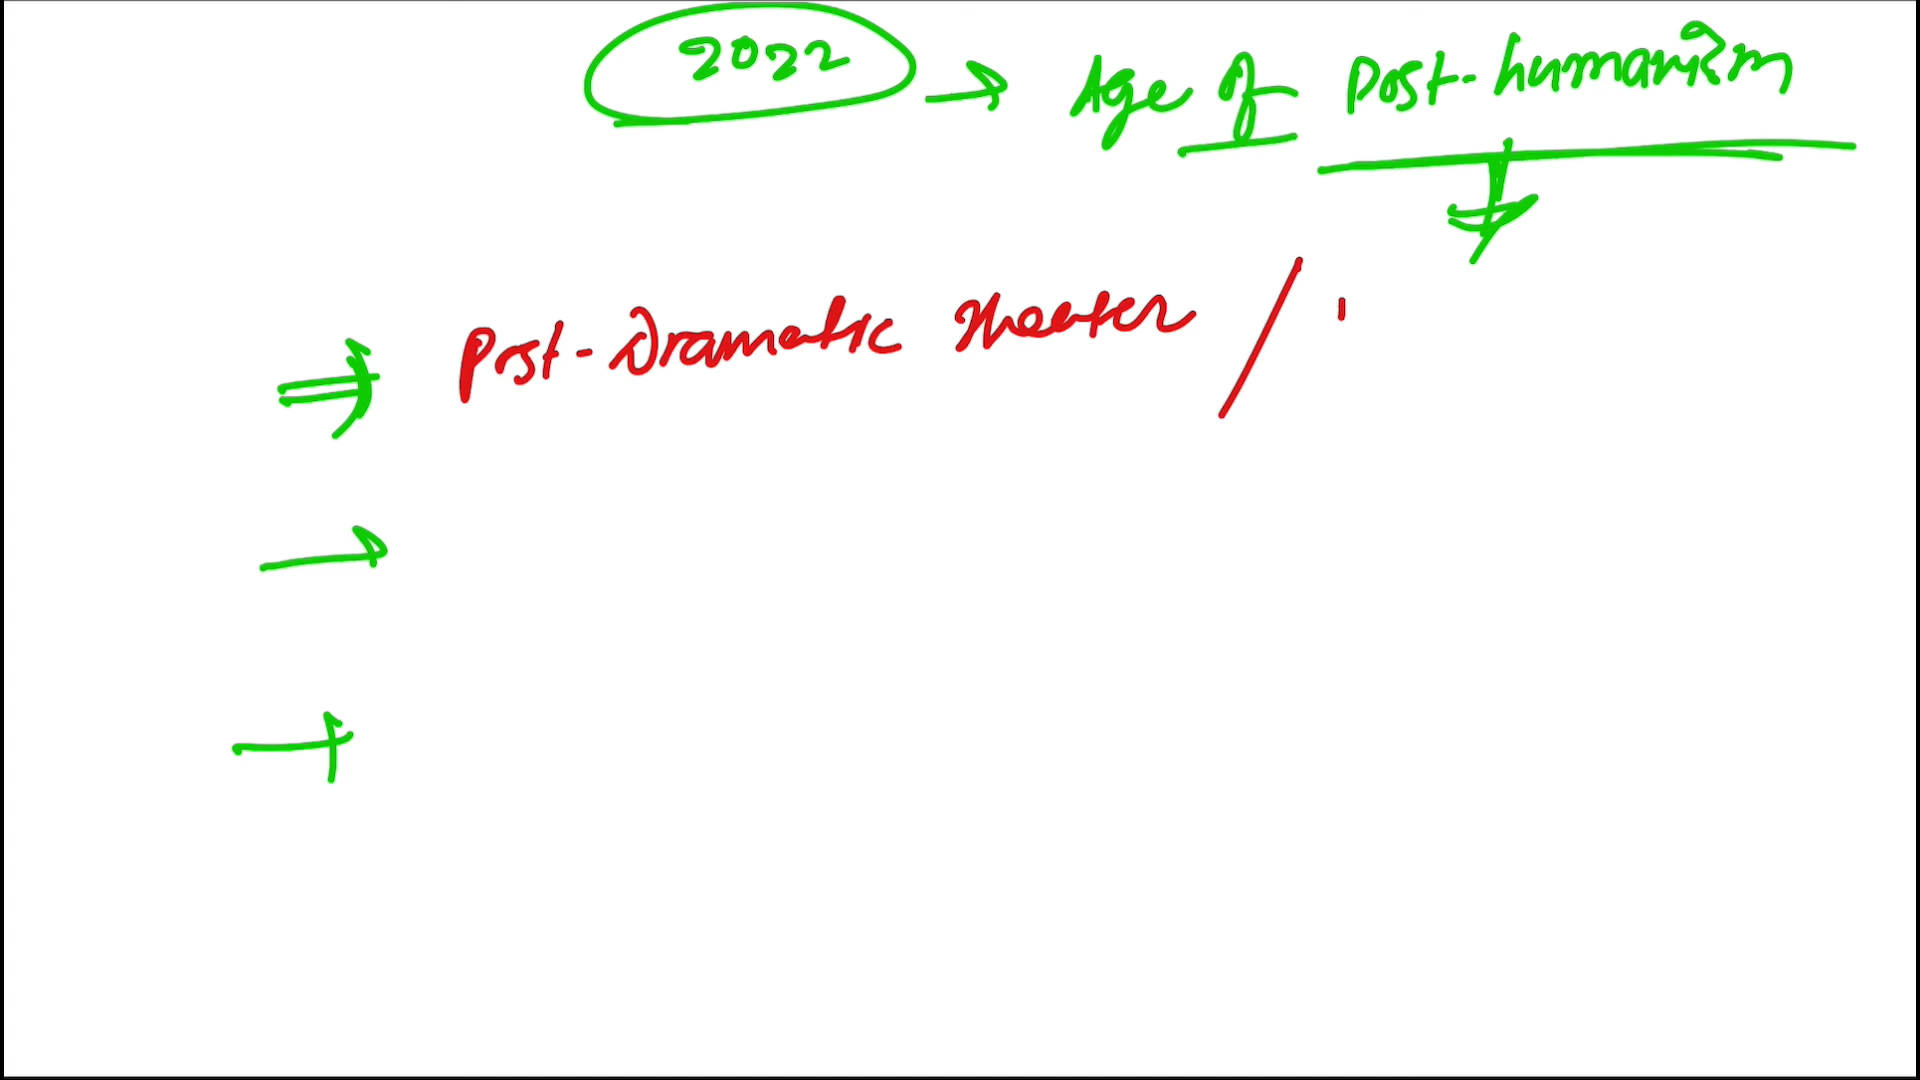 2022 → Age of Post-humanism
Post-Dramatic Theater /